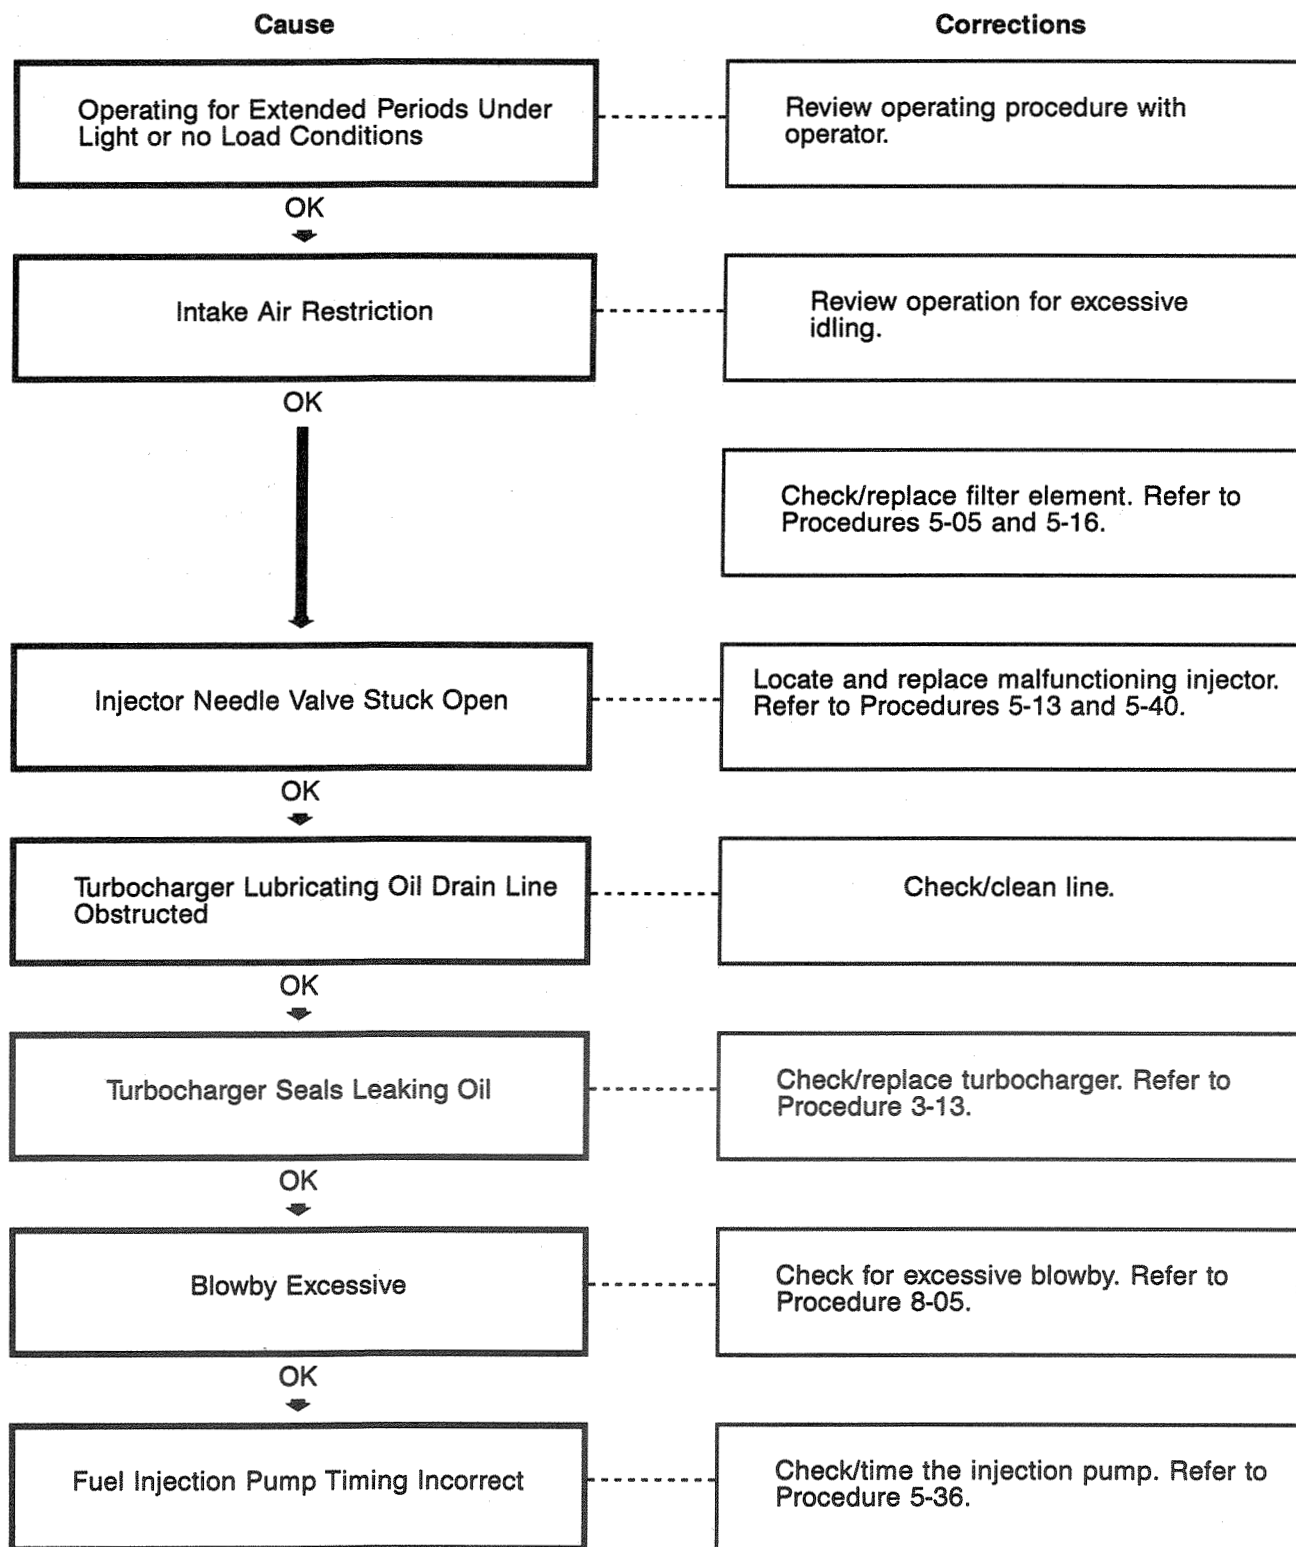 Cause
Corrections
Operating for Extended Periods Under
Light or no Load Conditions
Review operating procedure with
operator.
OK
Intake Air Restriction
Review operation for excessive
idling.
OK
Check/replace filter element. Refer to
Procedures 5-05 and 5-16.
Injector Needle Valve Stuck Open
Locate and replace malfunctioning injector.
Refer to Procedures 5-13 and 5-40.
OK
Turbocharger Lubricating Oil Drain Line
Obstructed
Check/clean line.
OK
Turbocharger Seals Leaking Oil
Check/replace turbocharger. Refer to
Procedure 3-13.
OK
Blowby Excessive
Check for excessive blowby. Refer to
Procedure 8-05.
OK
Fuel Injection Pump Timing Incorrect
Check/time the injection pump. Refer to
Procedure 5-36.